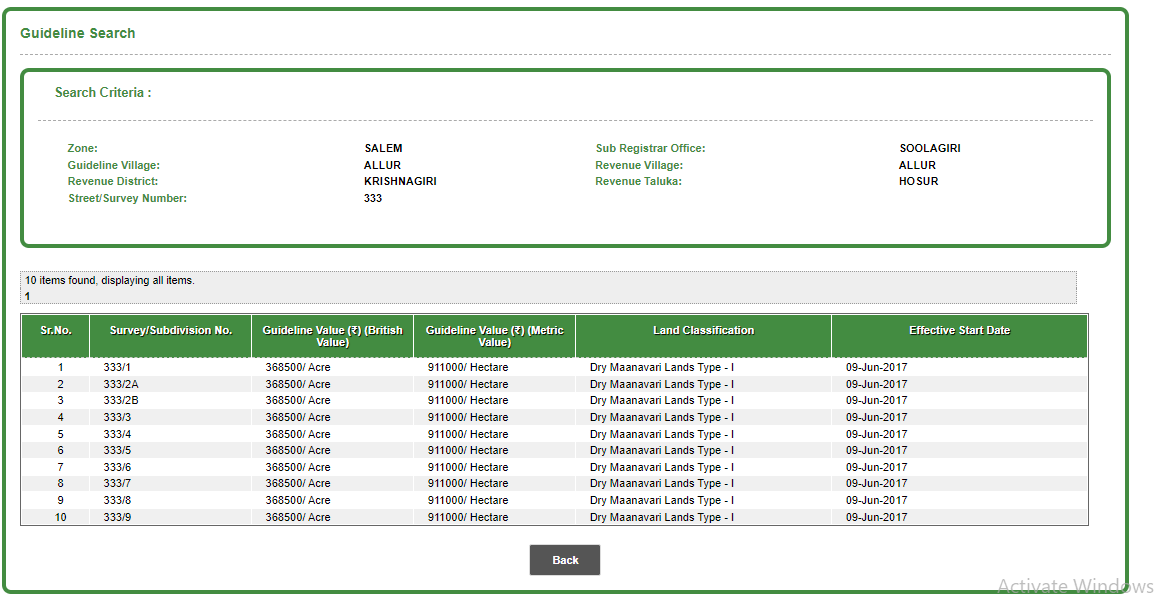 Guideline Search
Search Criteria :
Zone: SALEM Sub Registrar Office: SOOLAGIRI
Guideline Village: ALLUR Revenue Village: ALLUR
Revenue District: KRISHNAGIRI Revenue Taluka: HOSUR
Street/Survey Number: 333
10 items found, displaying all items.
1
Sr.No. Survey/Subdivision No. Guideline Value (₹) (British Value) Guideline Value (₹) (Metric Value) Land Classification Effective Start Date
1 333/1 368500/ Acre 911000/ Hectare Dry Maanavari Lands Type - I 09-Jun-2017
2 333/2A 368500/ Acre 911000/ Hectare Dry Maanavari Lands Type - I 09-Jun-2017
3 333/2B 368500/ Acre 911000/ Hectare Dry Maanavari Lands Type - I 09-Jun-2017
4 333/3 368500/ Acre 911000/ Hectare Dry Maanavari Lands Type - I 09-Jun-2017
5 333/4 368500/ Acre 911000/ Hectare Dry Maanavari Lands Type - I 09-Jun-2017
6 333/5 368500/ Acre 911000/ Hectare Dry Maanavari Lands Type - I 09-Jun-2017
7 333/6 368500/ Acre 911000/ Hectare Dry Maanavari Lands Type - I 09-Jun-2017
8 333/7 368500/ Acre 911000/ Hectare Dry Maanavari Lands Type - I 09-Jun-2017
9 333/8 368500/ Acre 911000/ Hectare Dry Maanavari Lands Type - I 09-Jun-2017
10 333/9 368500/ Acre 911000/ Hectare Dry Maanavari Lands Type - I 09-Jun-2017
Back
Activate Windows